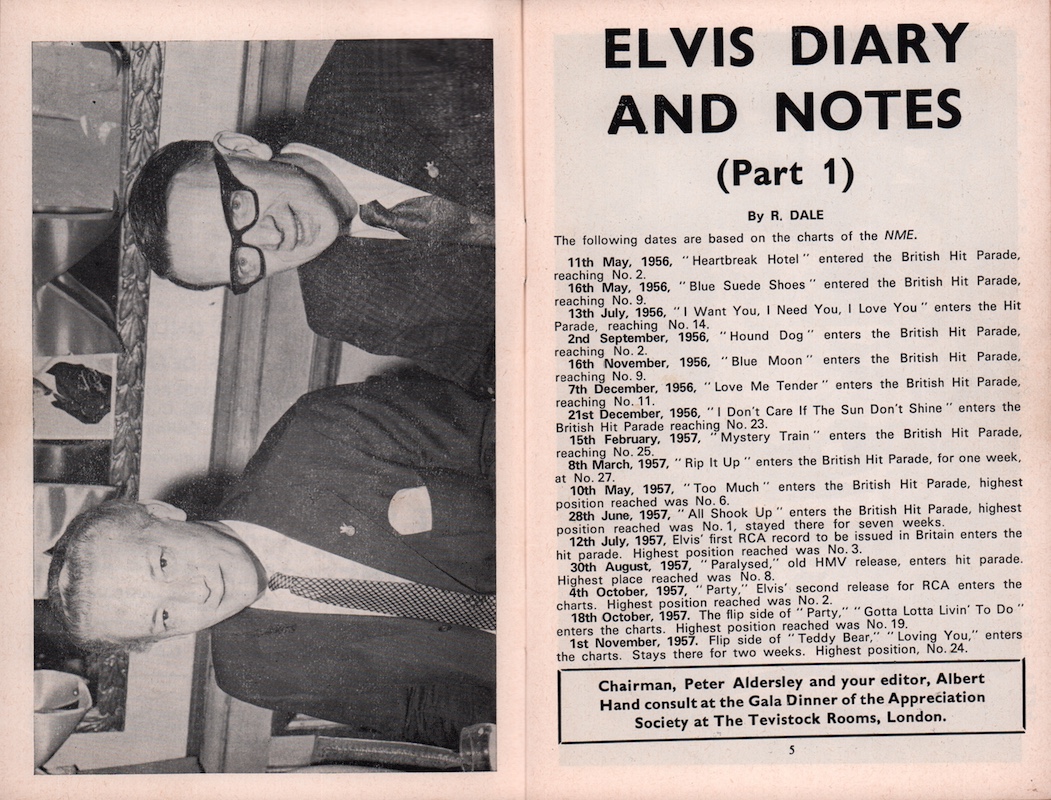 ELVIS DIARY
AND NOTES
(Part 1)
By R. DALE
The following dates are based on the charts of the NME.
11th May, 1956, "Heartbreak Hotel" entered the British Hit Parade,
reaching No. 2.
16th May, 1956, "Blue Suede Shoes" entered the British Hit Parade,
reaching No. 9.
13th July, 1956, "I Want You, I Need You, I Love You" enters the Hit
Parade, reaching No. 14.
2nd September, 1956, "Hound Dog" enters the British Hit Parade,
reaching No. 2.
16th November, 1956, "Blue Moon" enters the British Hit Parade,
reaching No. 9.
7th December, 1956, "Love Me Tender" enters the British Hit Parade,
reaching No. 11.
21st December, 1956, "I Don't Care If The Sun Don't Shine" enters the
British Hit Parade reaching No. 23.
15th February, 1957, "Mystery Train" enters the British Hit Parade,
reaching No. 25.
8th March, 1957, "Rip It Up" enters the British Hit Parade, for one week,
at No. 27.
10th May, 1957, "Too Much" enters the British Hit Parade, highest
position reached was No. 6.
28th June, 1957, "All Shook Up" enters the British Hit Parade, highest
position reached was No. 1, stayed there for seven weeks.
12th July, 1957, Elvis' first RCA record to be issued in Britain enters the
hit parade. Highest position reached was No. 3.
30th August, 1957, "Paralysed," old HMV release, enters hit parade.
Highest place reached was No. 8.
4th October, 1957, "Party," Elvis' second release for RCA enters the
charts. Highest position reached was No. 2.
18th October, 1957. The flip side of "Party," "Gotta Lotta Livin' To Do"
enters the charts. Highest position reached was No. 19.
1st November, 1957. Flip side of "Teddy Bear," "Loving You," enters
the charts. Stays there for two weeks. Highest position, No. 24.
Chairman, Peter Aldersley and your editor, Albert
Hand consult at the Gala Dinner of the Appreciation
Society at The Tevistock Rooms, London.
5